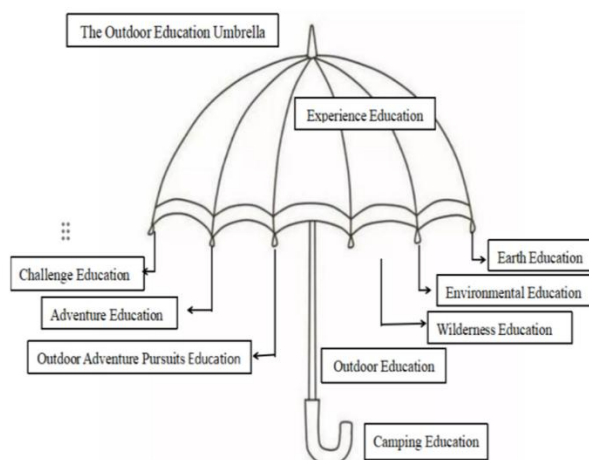 The Outdoor Education Umbrella
Experience Education
Challenge Education
Earth Education
Adventure Education
Environmental Education
Outdoor Adventure Pursuits Education
Wilderness Education
Outdoor Education
Camping Education